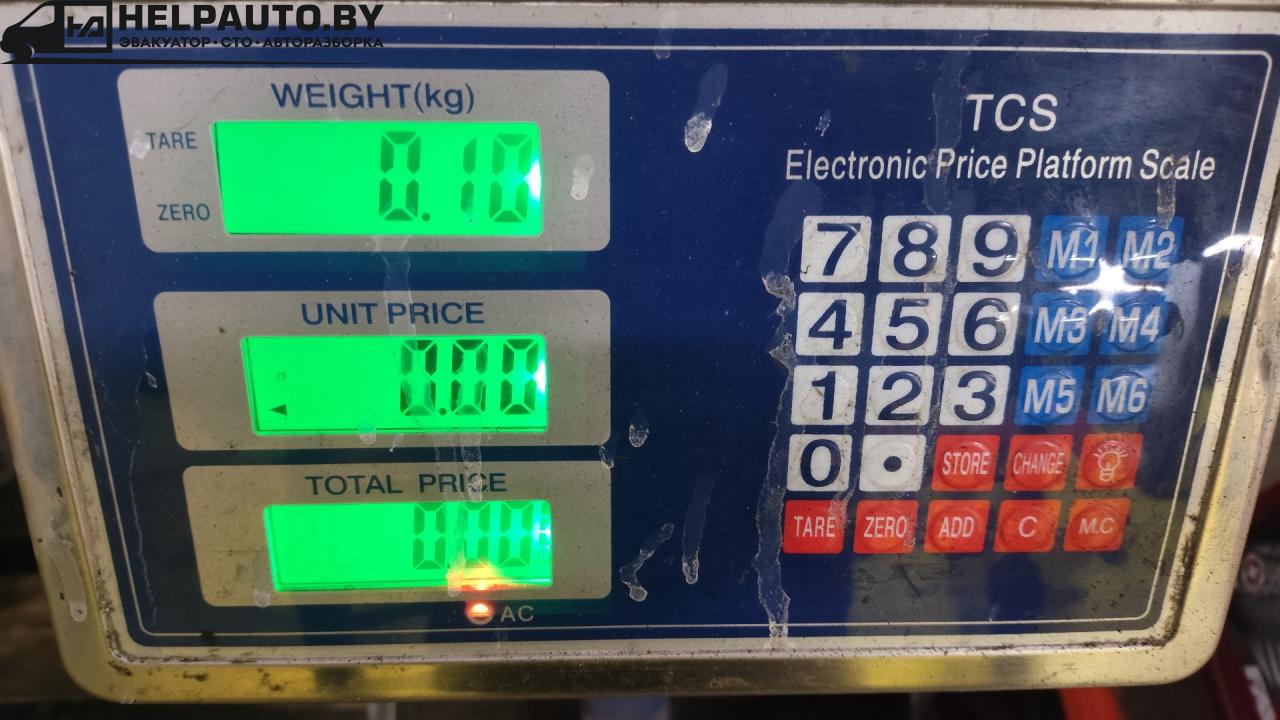 HELPAUTO.BY
ЭВАКУАТОР · СТО · АВТОРАЗБОРКА
WEIGHT(kg)
TARE
0.10
ZERO
UNIT PRICE
0.00
TOTAL PRICE
0.00
AC
TCS
Electronic Price Platform Scale
7 8 9 M1 M2
4 5 6 M3 M4
1 2 3 M5 M6
0 • STORE CHANGE
TARE ZERO ADD C M.C